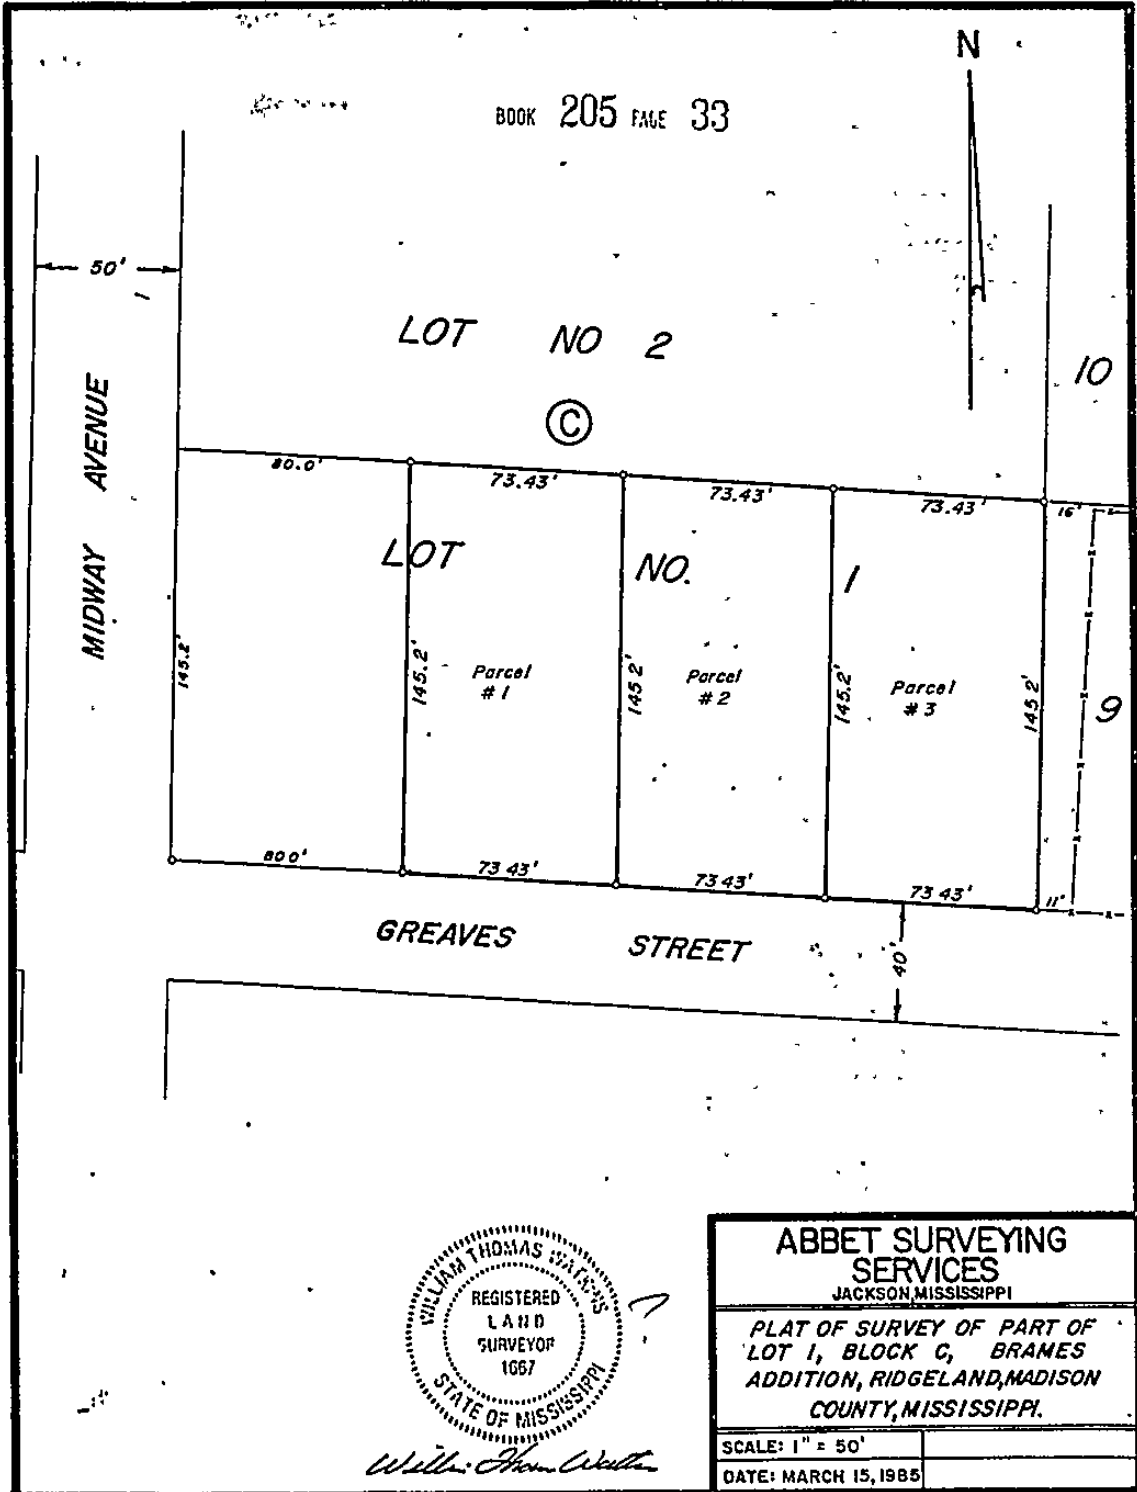 N
BOOK 205 PAGE 33
50'
LOT NO 2
10
C
MIDWAY AVENUE
80.0'
73.43'
73.43'
73.43'
16'
LOT NO. 1
145.2'
145.2'
145 2'
145.2'
145 2'
Parcel
# 1
Parcel
# 2
Parcel
# 3
9
80 0'
73 43'
73 43'
73 43'
11'
GREAVES STREET
40'
WILLIAM THOMAS WATKINS
REGISTERED
LAND
SURVEYOR
1667
STATE OF MISSISSIPPI
ABBET SURVEYING
SERVICES
JACKSON, MISSISSIPPI
PLAT OF SURVEY OF PART OF
LOT 1, BLOCK C, BRAMES
ADDITION, RIDGELAND, MADISON
COUNTY, MISSISSIPPI.
SCALE: 1" = 50'
DATE: MARCH 15, 1985